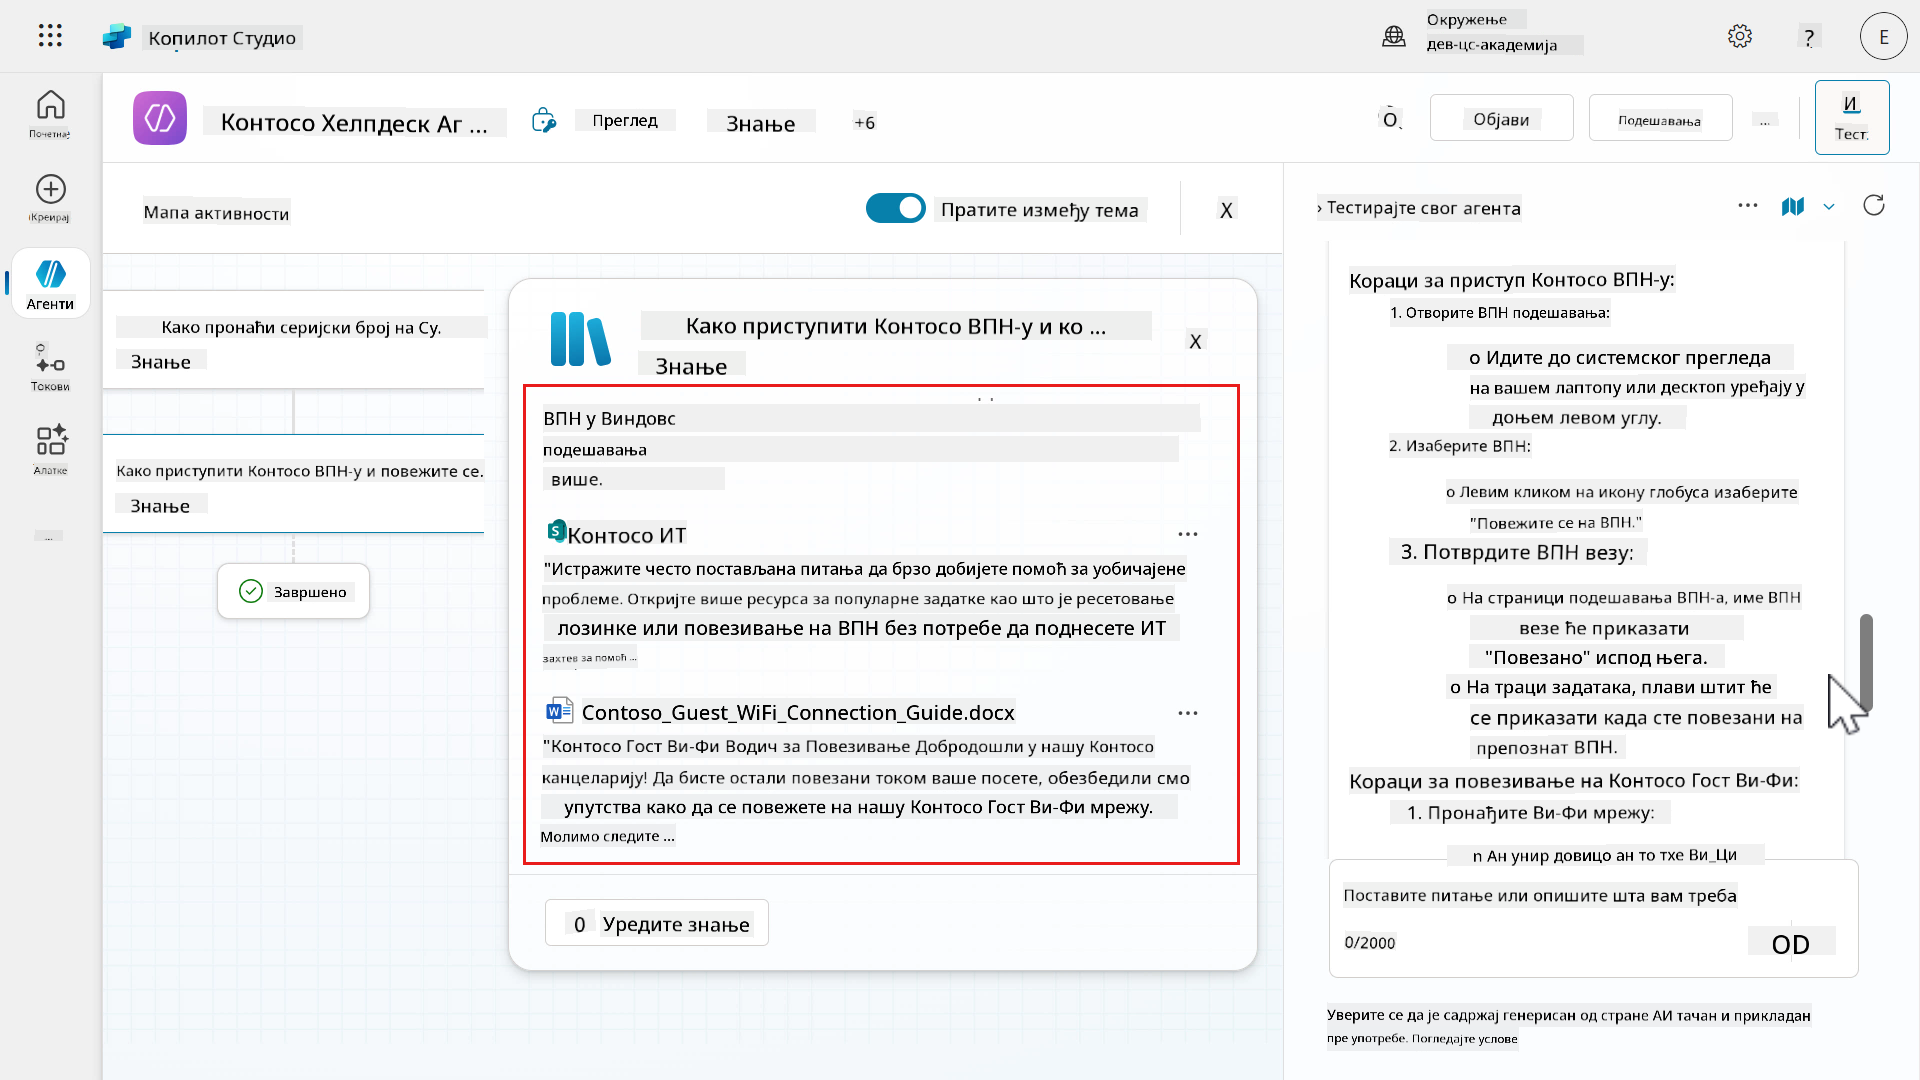 Копилот Студио
Окружење
дев-цс-академија
?
Е
Почетнај
Креирај
Агенти
Токови
Алатке
...
Контосо Хелпдеск Аг ...
Преглед
Знање
+6
Објави
Подешавања
...
И
Тест.
Мапа активности
Пратите између тема
X
Како пронаћи серијски број на Су.
Знање
Како приступити Контосо ВПН-у и повежите се.
Знање
Завршено
Како приступити Контосо ВПН-у и ко ...
Знање
X
ВПН у Виндовс
подешавања
више.
Контосо ИТ
...
"Истражите често постављана питања да брзо добијете помоћ за уобичајене
проблеме. Откријте више ресурса за популарне задатке као што је ресетовање
лозинке или повезивање на ВПН без потребе да поднесете ИТ
захтев за помоћ ...
Contoso_Guest_WiFi_Connection_Guide.docx
...
"Контосо Гост Ви-Фи Водич за Повезивање Добродошли у нашу Контосо
канцеларију! Да бисте остали повезани током ваше посете, обезбедили смо
упутства како да се повежете на нашу Контосо Гост Ви-Фи мрежу.
Молимо следите ...
0 Уредите знање
› Тестирајте свог агента
...
Кораци за приступ Контосо ВПН-у:
1. Отворите ВПН подешавања:
o Идите до системског прегледа
на вашем лаптопу или десктоп уређају у
доњем левом углу.
2. Изаберите ВПН:
o Левим кликом на икону глобуса изаберите
"Повежите се на ВПН."
3. Потврдите ВПН везу:
o На страници подешавања ВПН-а, име ВПН
везе ће приказати
"Повезано" испод њега.
o На траци задатака, плави штит ће
се приказати када сте повезани на
препознат ВПН.
Кораци за повезивање на Контосо Гост Ви-Фи:
1. Пронађите Ви-Фи мрежу:
n Ан унир довицо ан то тхе Ви_Ци
Поставите питање или опишите шта вам треба
0/2000
OD
Уверите се да је садржај генерисан од стране АИ тачан и прикладан
пре употребе. Погледајте услове